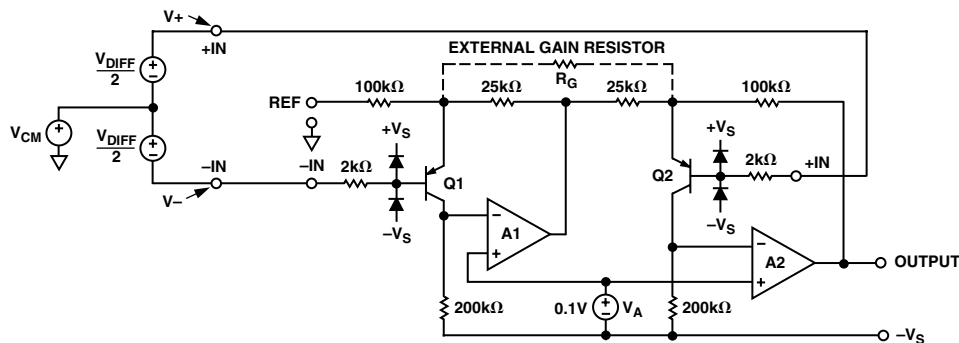 V+
+IN
EXTERNAL GAIN RESISTOR
R_G
V_DIFF
2
100kΩ
25kΩ
25kΩ
100kΩ
REF
V_CM
V_DIFF
2
+V_S
+V_S
–IN
–IN
2kΩ
Q1
Q2
2kΩ
+IN
V–
–V_S
–V_S
–
A1
+
–
A2
+
OUTPUT
200kΩ
0.1V
V_A
200kΩ
–V_S